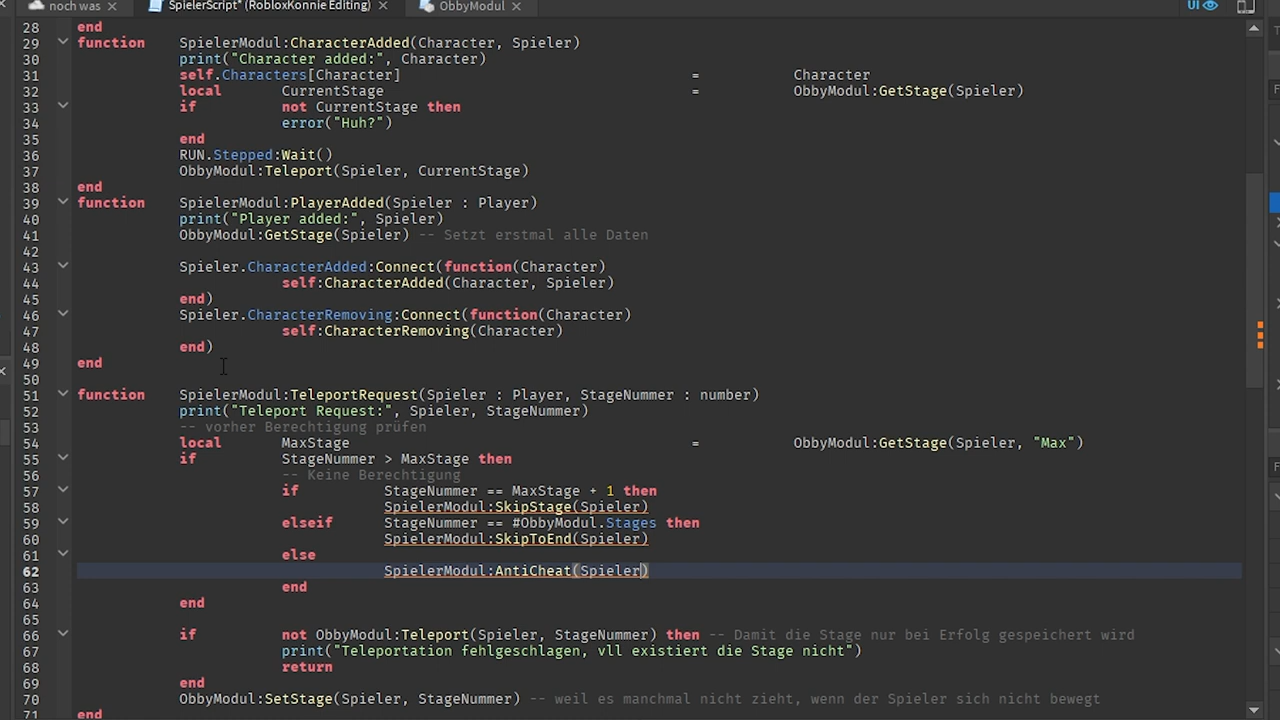 noch was × SpielerScript* (RobloxKonnie Editing) × ObbyModul × UI
28 end
29 function SpielerModul:CharacterAdded(Character, Spieler)
30 print("Character added:", Character)
31 self.Characters[Character] = Character
32 local CurrentStage = ObbyModul:GetStage(Spieler)
33 if not CurrentStage then
34 error("Huh?")
35 end
36 RUN.Stepped:Wait()
37 ObbyModul:Teleport(Spieler, CurrentStage)
38 end
39 function SpielerModul:PlayerAdded(Spieler : Player)
40 print("Player added:", Spieler)
41 ObbyModul:GetStage(Spieler) -- Setzt erstmal alle Daten
42
43 Spieler.CharacterAdded:Connect(function(Character)
44 self:CharacterAdded(Character, Spieler)
45 end)
46 Spieler.CharacterRemoving:Connect(function(Character)
47 self:CharacterRemoving(Character)
48 end)
49 end
50
51 function SpielerModul:TeleportRequest(Spieler : Player, StageNummer : number)
52 print("Teleport Request:", Spieler, StageNummer)
53 -- vorher Berechtigung prüfen
54 local MaxStage = ObbyModul:GetStage(Spieler, "Max")
55 if StageNummer > MaxStage then
56 -- Keine Berechtigung
57 if StageNummer == MaxStage + 1 then
58 SpielerModul:SkipStage(Spieler)
59 elseif StageNummer == #ObbyModul.Stages then
60 SpielerModul:SkipToEnd(Spieler)
61 else
62 SpielerModul:AntiCheat(Spieler)
63 end
64 end
65
66 if not ObbyModul:Teleport(Spieler, StageNummer) then -- Damit die Stage nur bei Erfolg gespeichert wird
67 print("Teleportation fehlgeschlagen, vll existiert die Stage nicht")
68 return
69 end
70 ObbyModul:SetStage(Spieler, StageNummer) -- weil es manchmal nicht zieht, wenn der Spieler sich nicht bewegt
71 end